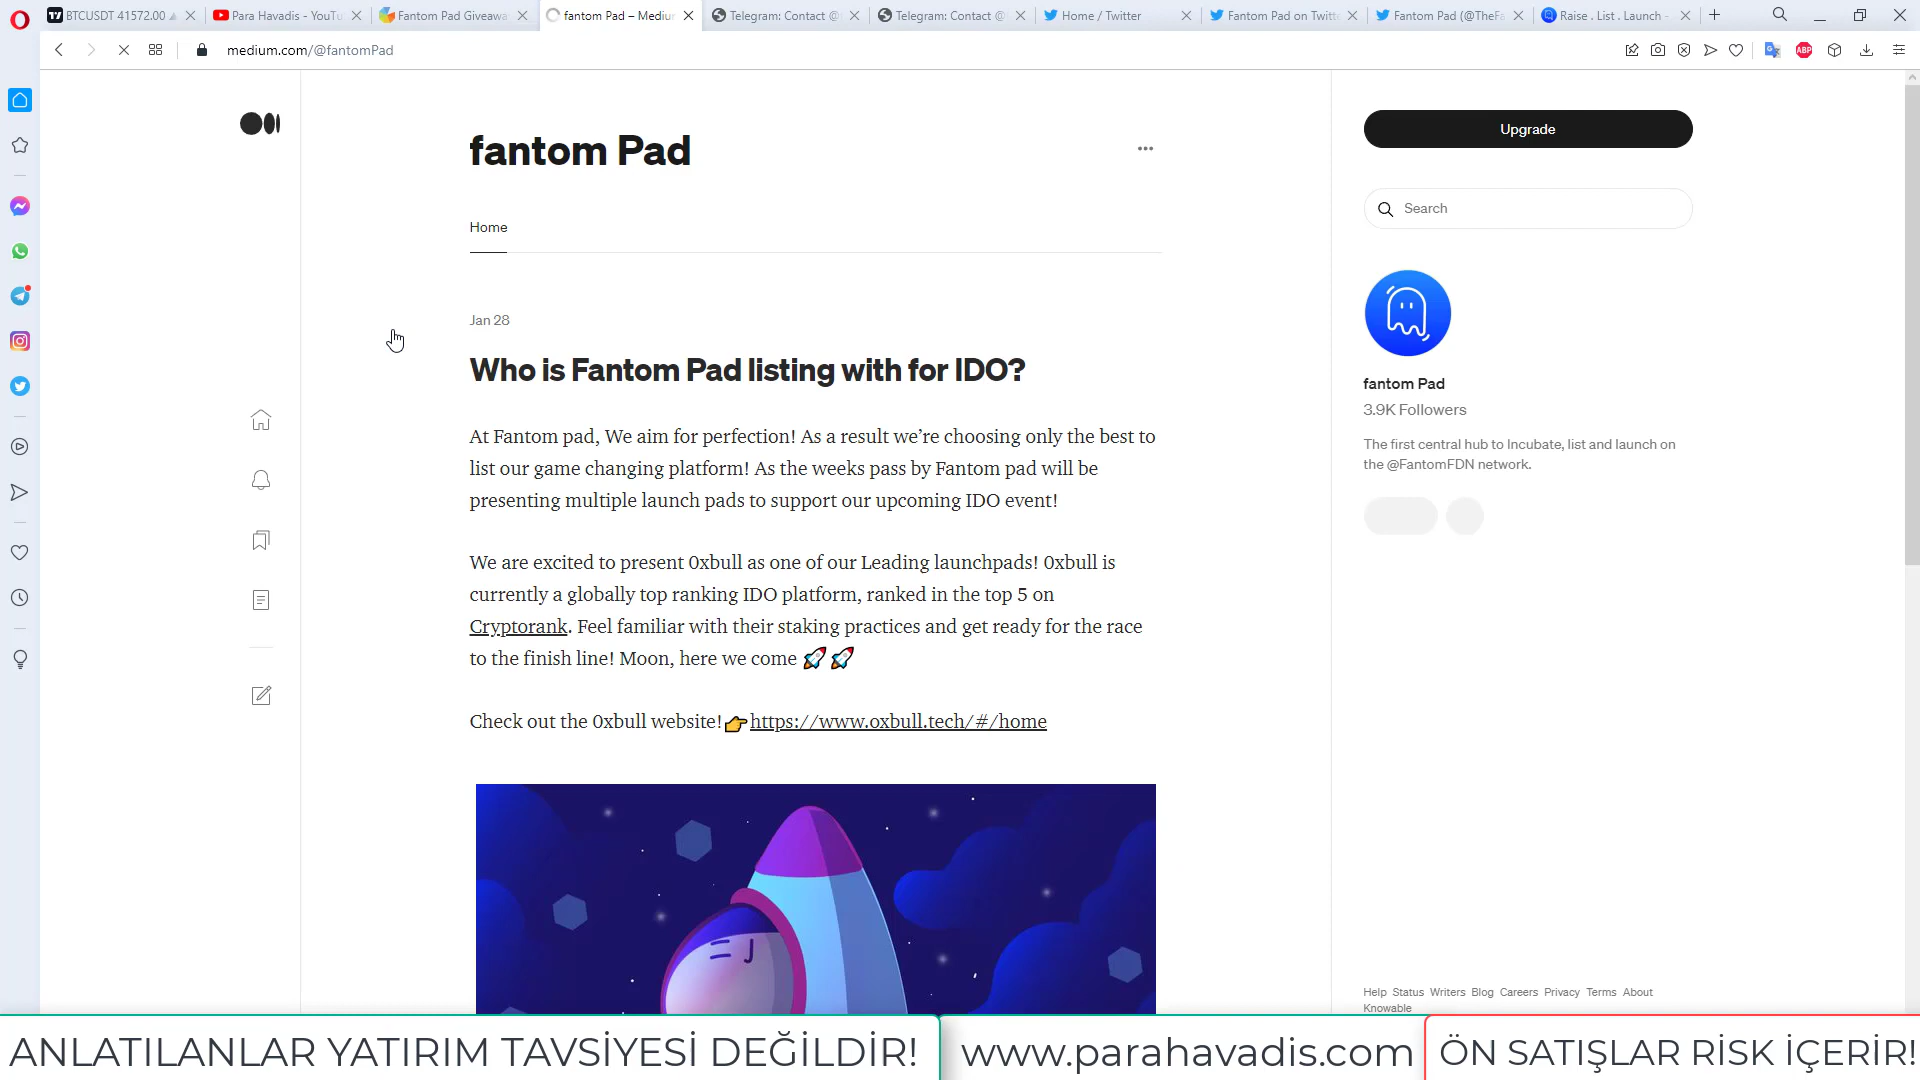 BTCUSDT 41572.00
Para Havadis - YouTu
Fantom Pad Giveaw
fantom Pad – Mediu
Telegram: Contact @
Telegram: Contact @
Home / Twitter
Fantom Pad on Twitt
Fantom Pad (@TheFa
Raise . List . Launch -
medium.com/@fantomPad
ABP
fantom Pad
Home
Jan 28
Who is Fantom Pad listing with for IDO?
At Fantom pad, We aim for perfection! As a result we’re choosing only the best to
list our game changing platform! As the weeks pass by Fantom pad will be
presenting multiple launch pads to support our upcoming IDO event!
We are excited to present 0xbull as one of our Leading launchpads! 0xbull is
currently a globally top ranking IDO platform, ranked in the top 5 on
Cryptorank. Feel familiar with their staking practices and get ready for the race
to the finish line! Moon, here we come 🚀 🚀
Check out the 0xbull website!👉https://www.oxbull.tech/#/home
Upgrade
Search
fantom Pad
3.9K Followers
The first central hub to Incubate, list and launch on
the @FantomFDN network.
Help Status Writers Blog Careers Privacy Terms About
Knowable
ANLATILANLAR YATIRIM TAVSİYESİ DEĞİLDİR!
www.parahavadis.com
ÖN SATIŞLAR RİSK İÇERİR!